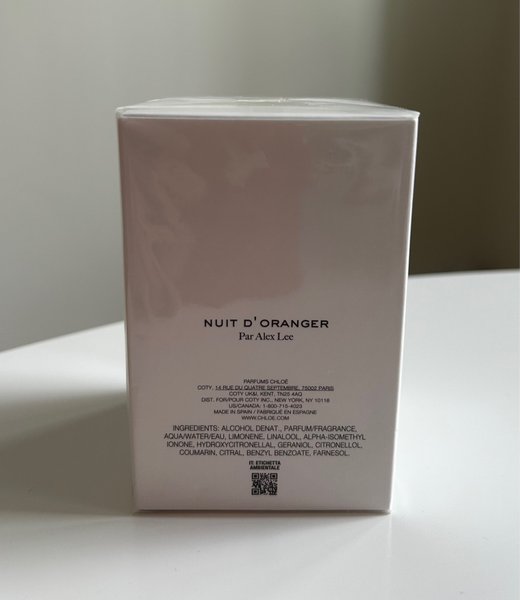 NUIT D'ORANGER
Par Alex Lee
PARFUMS CHLOÉ
COTY, 14 RUE DU QUATRE SEPTEMBRE, 75002 PARIS
COTY UK&I, KENT, TN25 4AQ
DIST. FOR/POUR COTY INC., NEW YORK, NY 10118
US/CANADA: 1-800-715-4023
MADE IN SPAIN / FABRIQUÉ EN ESPAGNE
WWW.CHLOE.COM
INGREDIENTS: ALCOHOL DENAT., PARFUM/FRAGRANCE,
AQUA/WATER/EAU, LIMONENE, LINALOOL, ALPHA-ISOMETHYL
IONONE, HYDROXYCITRONELLAL, GERANIOL, CITRONELLOL,
COUMARIN, CITRAL, BENZYL BENZOATE, FARNESOL.
IT: ETICHETTA
AMBIENTALE